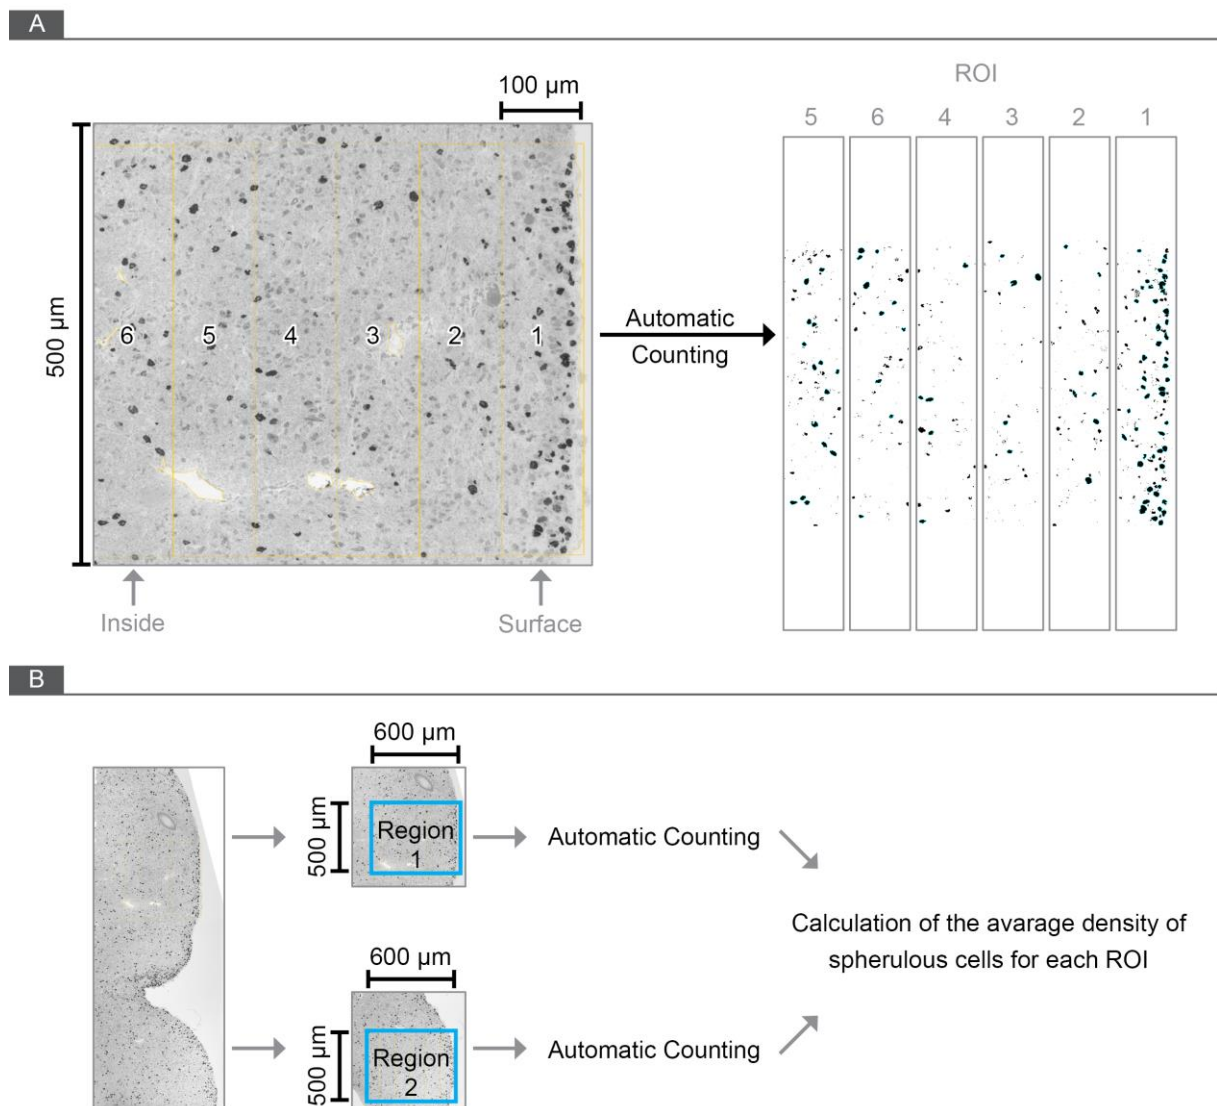 A
100 µm
ROI
5 6 4 3 2 1
500 µm
6 5 4 3 2 1
Automatic
Counting
Inside
Surface
B
600 µm
500 µm
Region
1
Automatic Counting
Calculation of the avarage density of
spherulous cells for each ROI
600 µm
500 µm
Region
2
Automatic Counting